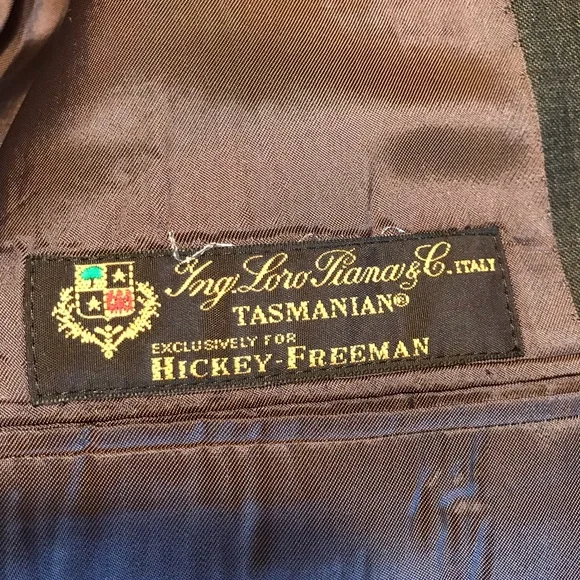 Ing. Loro Piana & C. ITALY
TASMANIAN®
EXCLUSIVELY FOR
HICKEY-FREEMAN